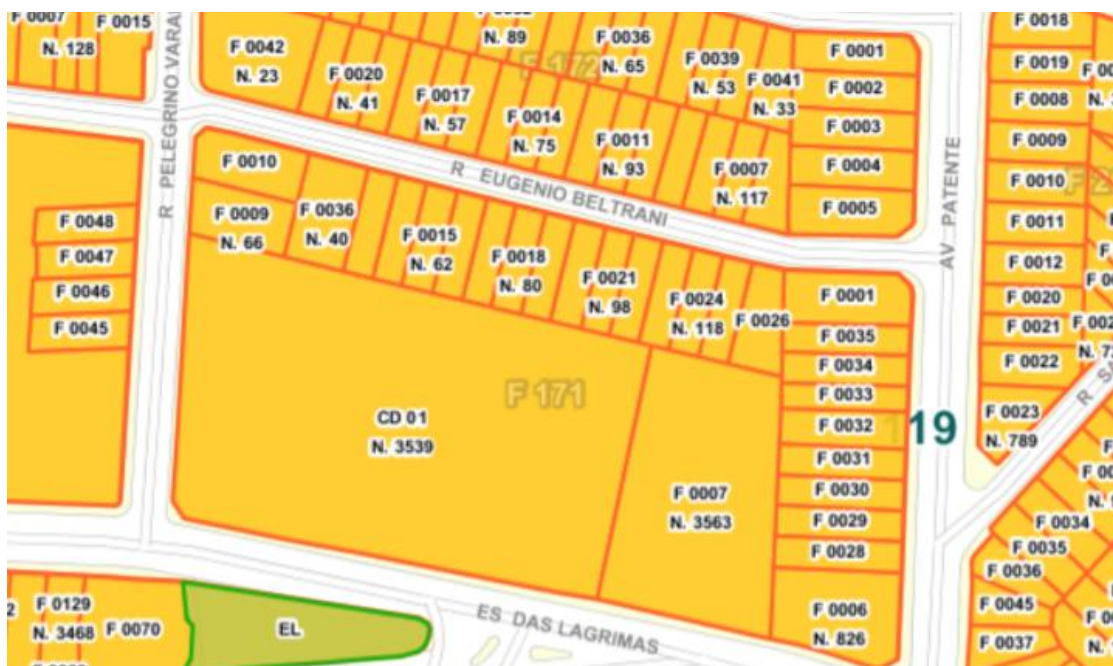 F 0007
F 0015
N. 128
F 0042
N. 23
N. 89
F 0036
N. 65
F 0039
N. 53
F 0041
N. 33
F 172
F 0020
N. 41
F 0017
N. 57
F 0014
N. 75
F 0011
N. 93
F 0007
N. 117
F 0001
F 0002
F 0003
F 0004
F 0005
F 0018
F 0019
F 0008
F 0009
F 0010
F 0011
F 0012
F 0020
F 0021
F 0022
F 0023
N. 789
R PELEGRINO VARA
R EUGENIO BELTRANI
AV PATENTE
F 0010
F 0009
N. 66
F 0036
N. 40
F 0015
N. 62
F 0018
N. 80
F 0021
N. 98
F 0024
N. 118
F 0026
F 0048
F 0047
F 0046
F 0045
F 0001
F 0035
F 0034
F 0033
F 0032
F 0031
F 0030
F 0029
F 0028
F 0006
N. 826
119
F 171
CD 01
N. 3539
F 0007
N. 3563
R SA
F 0034
F 0035
F 0036
F 0045
F 0037
ES DAS LAGRIMAS
EL
F 0129
N. 3468
F 0070